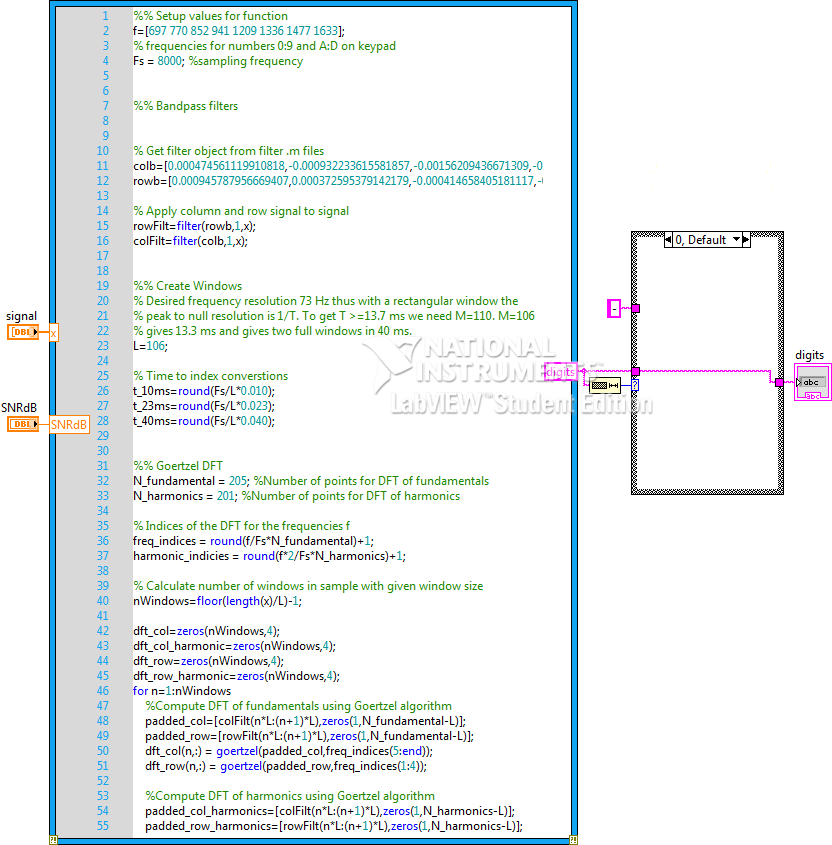 1 %% Setup values for function
2 f=[697 770 852 941 1209 1336 1477 1633];
3 % frequencies for numbers 0:9 and A:D on keypad
4 Fs = 8000; %sampling frequency
5
6
7 %% Bandpass filters
8
9
10 % Get filter object from filter .m files
11 colb=[0.000474561119910818,-0.000932233615581857,-0.00156209436671309,-0
12 rowb=[0.000945787956669407,0.000372595379142179,-0.000414658405181117,-
13
14 % Apply column and row signal to signal
15 rowFilt=filter(rowb,1,x);
16 colFilt=filter(colb,1,x);
17
18
19 %% Create Windows
20 % Desired frequency resolution 73 Hz thus with a rectangular window the
21 % peak to null resolution is 1/T. To get T >=13.7 ms we need M=110. M=106
22 % gives 13.3 ms and gives two full windows in 40 ms.
23 L=106;
24
25 % Time to index converstions
26 t_10ms=round(Fs/L*0.010);
27 t_23ms=round(Fs/L*0.023);
28 t_40ms=round(Fs/L*0.040);
29
30
31 %% Goertzel DFT
32 N_fundamental = 205; %Number of points for DFT of fundamentals
33 N_harmonics = 201; %Number of points for DFT of harmonics
34
35 % Indices of the DFT for the frequencies f
36 freq_indices = round(f/Fs*N_fundamental)+1;
37 harmonic_indicies = round(f*2/Fs*N_harmonics)+1;
38
39 % Calculate number of windows in sample with given window size
40 nWindows=floor(length(x)/L)-1;
41
42 dft_col=zeros(nWindows,4);
43 dft_col_harmonic=zeros(nWindows,4);
44 dft_row=zeros(nWindows,4);
45 dft_row_harmonic=zeros(nWindows,4);
46 for n=1:nWindows
47 %Compute DFT of fundamentals using Goertzel algorithm
48 padded_col=[colFilt(n*L:(n+1)*L),zeros(1,N_fundamental-L)];
49 padded_row=[rowFilt(n*L:(n+1)*L),zeros(1,N_fundamental-L)];
50 dft_col(n,:) = goertzel(padded_col,freq_indices(5:end));
51 dft_row(n,:) = goertzel(padded_row,freq_indices(1:4));
52
53 %Compute DFT of harmonics using Goertzel algorithm
54 padded_col_harmonics=[colFilt(n*L:(n+1)*L),zeros(1,N_harmonics-L)];
55 padded_row_harmonics=[rowFilt(n*L:(n+1)*L),zeros(1,N_harmonics-L)];
signal
DBL
x
SNRdB
DBL
SNRdB
NATIONAL
INSTRUMENTS
LabVIEW™ Student Edition
digits
0, Default
-
?
digits
abc
abc